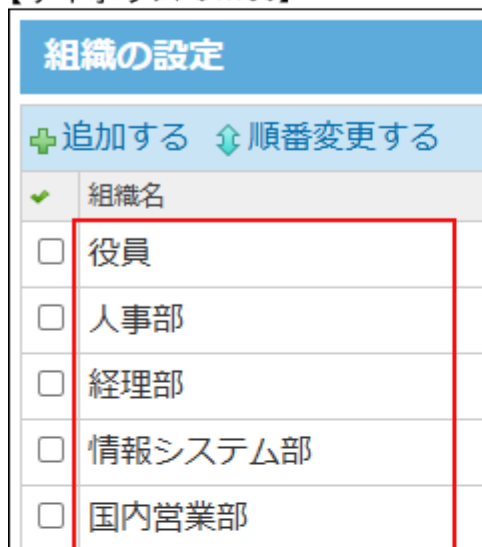 組織の設定
追加する 順番変更する
組織名
役員
人事部
経理部
情報システム部
国内営業部